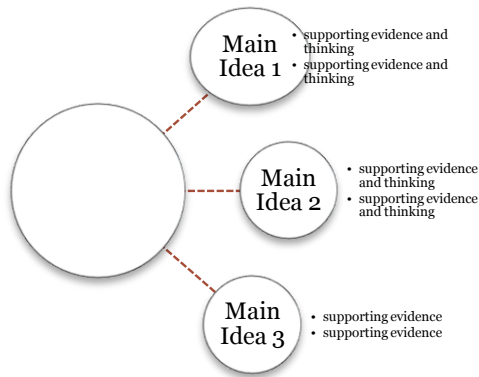 Main
Idea 1
• supporting evidence and
thinking
• supporting evidence and
thinking
Main
Idea 2
• supporting evidence
and thinking
• supporting evidence
and thinking
Main
Idea 3
• supporting evidence
• supporting evidence